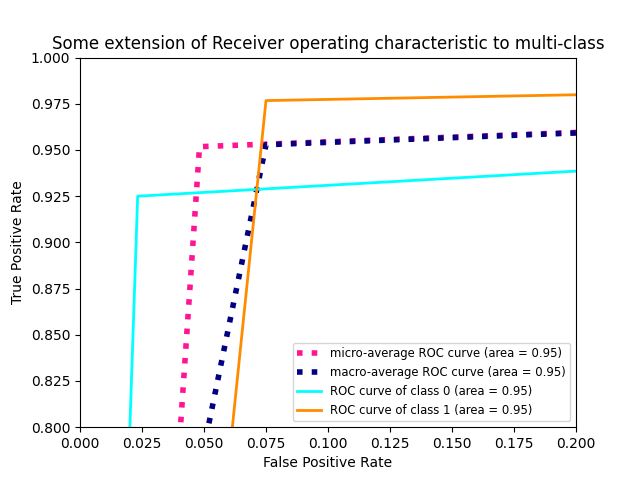 Some extension of Receiver operating characteristic to multi-class
1.000
0.975
0.950
0.925
0.900
0.875
0.850
0.825
0.800
True Positive Rate
micro-average ROC curve (area = 0.95)
macro-average ROC curve (area = 0.95)
ROC curve of class 0 (area = 0.95)
ROC curve of class 1 (area = 0.95)
0.000 0.025 0.050 0.075 0.100 0.125 0.150 0.175 0.200
False Positive Rate